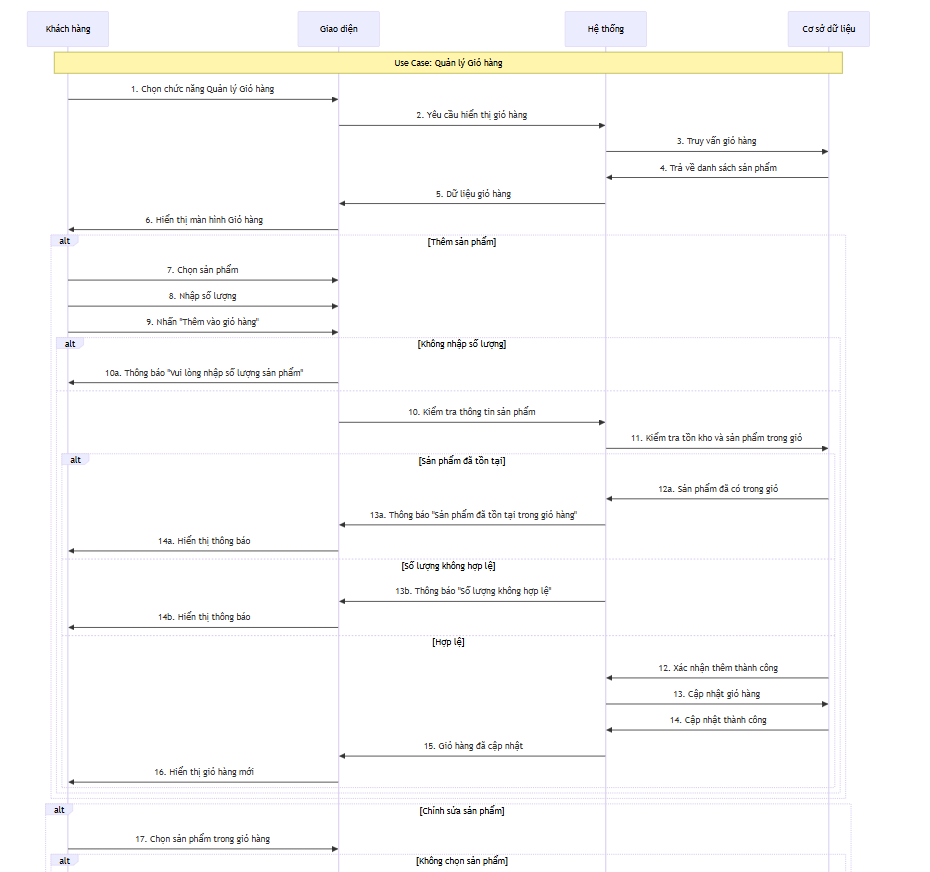 Khách hàng
Giao diện
Hệ thống
Cơ sở dữ liệu
Use Case: Quản lý Giỏ hàng
1. Chọn chức năng Quản lý Giỏ hàng
2. Yêu cầu hiển thị giỏ hàng
3. Truy vấn giỏ hàng
4. Trả về danh sách sản phẩm
5. Dữ liệu giỏ hàng
6. Hiển thị màn hình Giỏ hàng
alt
[Thêm sản phẩm]
7. Chọn sản phẩm
8. Nhập số lượng
9. Nhấn "Thêm vào giỏ hàng"
alt
[Không nhập số lượng]
10a. Thông báo "Vui lòng nhập số lượng sản phẩm"
10. Kiểm tra thông tin sản phẩm
11. Kiểm tra tồn kho và sản phẩm trong giỏ
alt
[Sản phẩm đã tồn tại]
12a. Sản phẩm đã có trong giỏ
13a. Thông báo "Sản phẩm đã tồn tại trong giỏ hàng"
14a. Hiển thị thông báo
[Số lượng không hợp lệ]
13b. Thông báo "Số lượng không hợp lệ"
14b. Hiển thị thông báo
[Hợp lệ]
12. Xác nhận thêm thành công
13. Cập nhật giỏ hàng
14. Cập nhật thành công
15. Giỏ hàng đã cập nhật
16. Hiển thị giỏ hàng mới
alt
[Chỉnh sửa sản phẩm]
17. Chọn sản phẩm trong giỏ hàng
alt
[Không chọn sản phẩm]